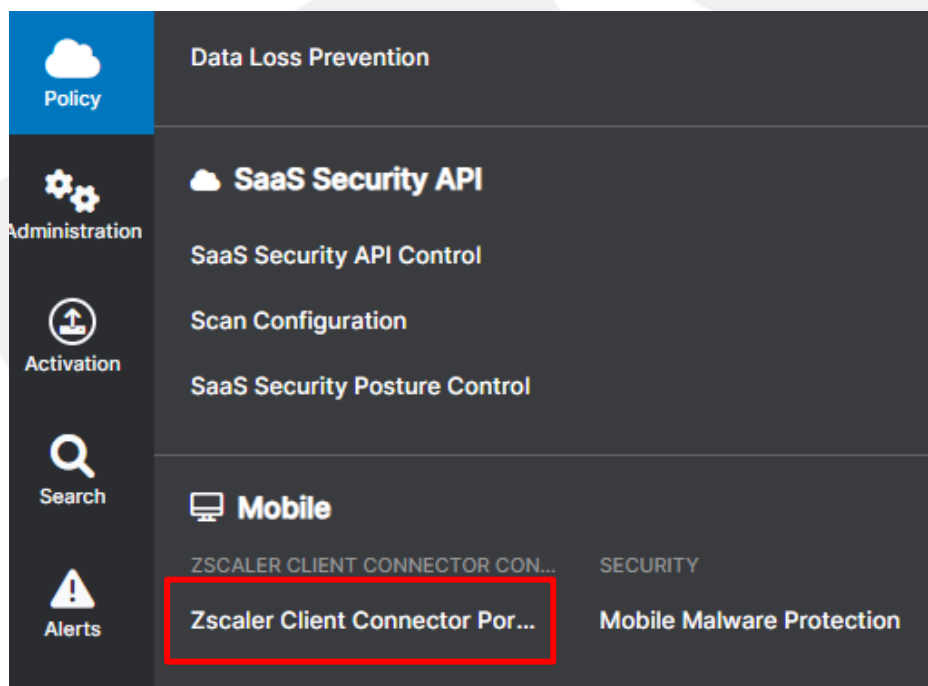 Policy
Administration
Activation
Search
Alerts
Data Loss Prevention
SaaS Security API
SaaS Security API Control
Scan Configuration
SaaS Security Posture Control
Mobile
ZSCALER CLIENT CONNECTOR CON...
Zscaler Client Connector Por...
SECURITY
Mobile Malware Protection